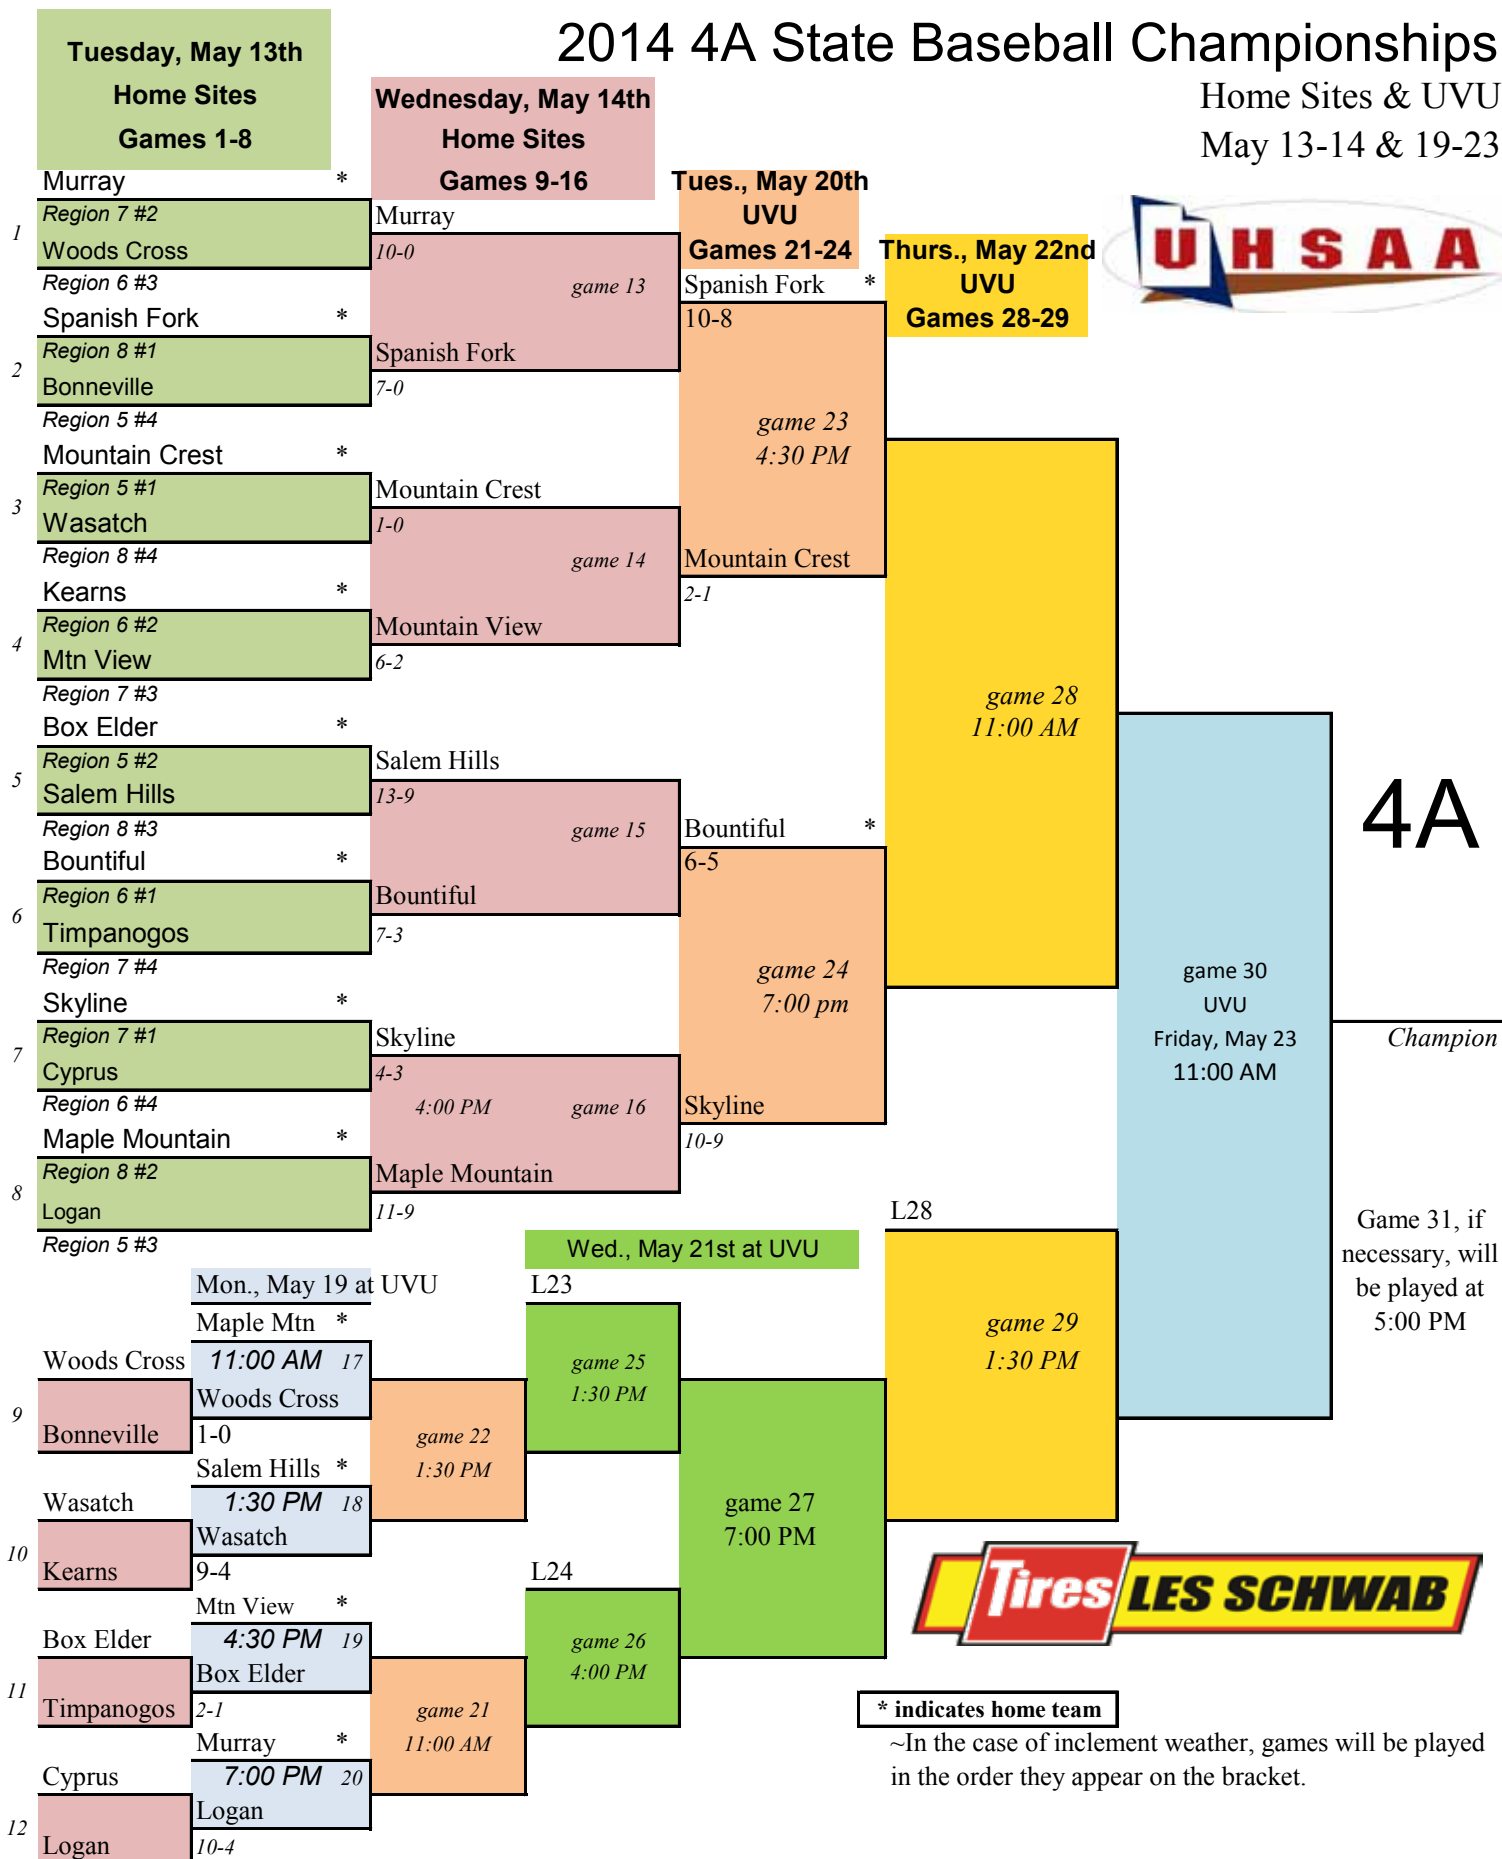 2014 4A State Baseball Championships
Home Sites & UVU
May 13-14 & 19-23
UHSAA
Tuesday, May 13th
Home Sites
Games 1-8
Wednesday, May 14th
Home Sites
Games 9-16
Tues., May 20th
UVU
Games 21-24
Thurs., May 22nd
UVU
Games 28-29
Murray *
Region 7 #2
1
Woods Cross
Region 6 #3
Spanish Fork *
Region 8 #1
2
Bonneville
Region 5 #4
Mountain Crest *
Region 5 #1
3
Wasatch
Region 8 #4
Kearns *
Region 6 #2
4
Mtn View
Region 7 #3
Box Elder *
Region 5 #2
5
Salem Hills
Region 8 #3
Bountiful *
Region 6 #1
6
Timpanogos
Region 7 #4
Skyline *
Region 7 #1
7
Cyprus
Region 6 #4
Maple Mountain *
Region 8 #2
8
Logan
Region 5 #3
Murray
10-0
game 13
Spanish Fork
7-0
Mountain Crest
1-0
game 14
Mountain View
6-2
Salem Hills
13-9
game 15
Bountiful
7-3
Skyline
4-3
4:00 PM game 16
Maple Mountain
11-9
Spanish Fork *
10-8
game 23
4:30 PM
Mountain Crest
2-1
Bountiful *
6-5
game 24
7:00 pm
Skyline
10-9
game 28
11:00 AM
game 30
UVU
Friday, May 23
11:00 AM
4A
Champion
Game 31, if
necessary, will
be played at
5:00 PM
L28
game 29
1:30 PM
Wed., May 21st at UVU
L23
game 25
1:30 PM
game 27
7:00 PM
L24
game 26
4:00 PM
Mon., May 19 at UVU
Maple Mtn *
Woods Cross
11:00 AM 17
Woods Cross
9
Bonneville
1-0
game 22
1:30 PM
Salem Hills *
Wasatch
1:30 PM 18
Wasatch
10
Kearns
9-4
Mtn View *
Box Elder
4:30 PM 19
Box Elder
11
Timpanogos
2-1
game 21
11:00 AM
Murray *
Cyprus
7:00 PM 20
Logan
12
Logan
10-4
Tires LES SCHWAB
* indicates home team
~In the case of inclement weather, games will be played
in the order they appear on the bracket.